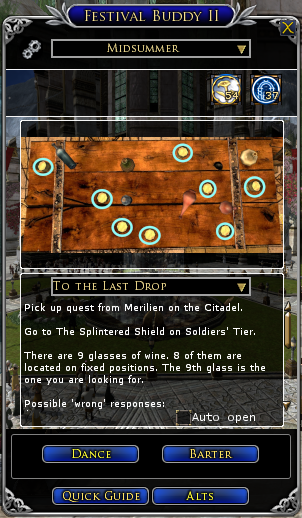 Festival Buddy II
Midsummer
54
37
To the Last Drop
Pick up quest from Merilien on the Citadel.
Go to The Splintered Shield on Soldiers' Tier.
There are 9 glasses of wine. 8 of them are
located on fixed positions. The 9th glass is the
one you are looking for.
Possible 'wrong' responses:
Auto open
Dance
Barter
Quick Guide
Alts